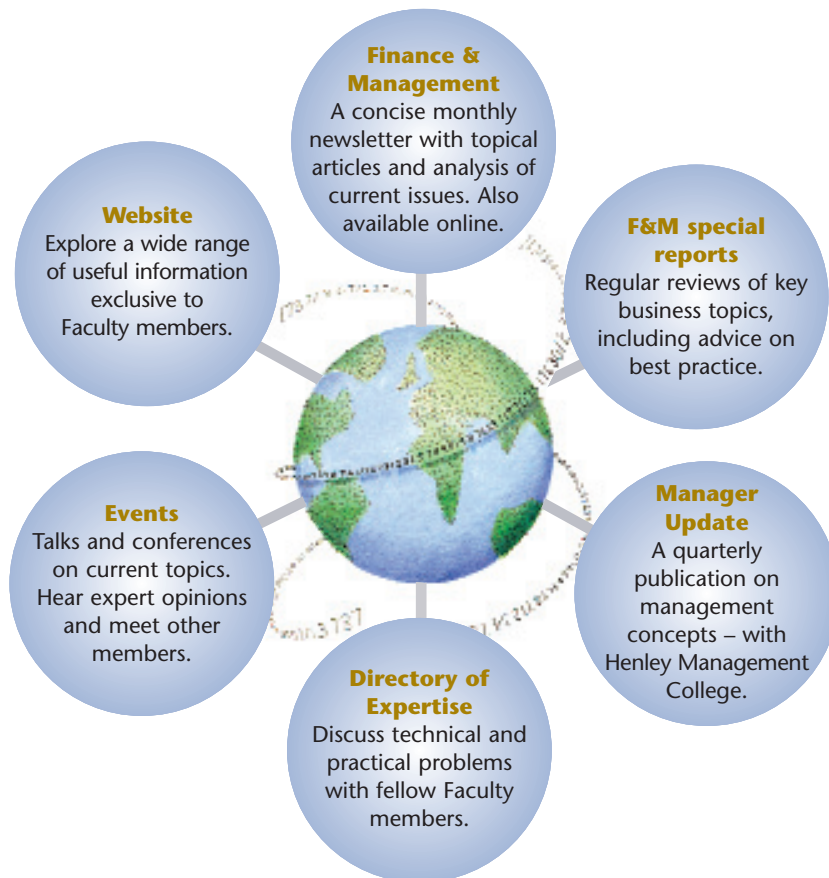 Finance &
Management
A concise monthly
newsletter with topical
articles and analysis of
current issues. Also
available online.
Website
Explore a wide range
of useful information
exclusive to
Faculty members.
F&M special
reports
Regular reviews of key
business topics,
including advice on
best practice.
Events
Talks and conferences
on current topics.
Hear expert opinions
and meet other
members.
Manager
Update
A quarterly
publication on
management
concepts – with
Henley Management
College.
Directory of
Expertise
Discuss technical and
practical problems
with fellow Faculty
members.